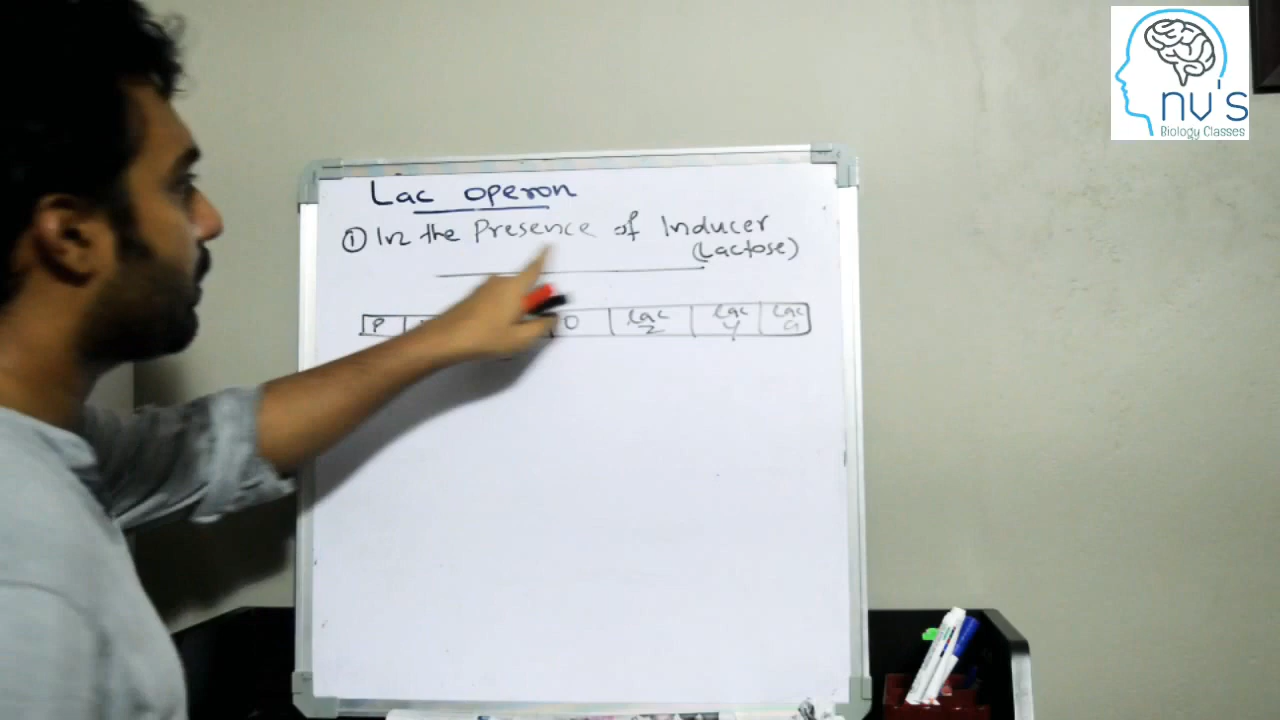 nv's
Biology Classes
Lac operon
① In the Presence of Inducer
(Lactose)
P O Lac Z Lac Y Lac a